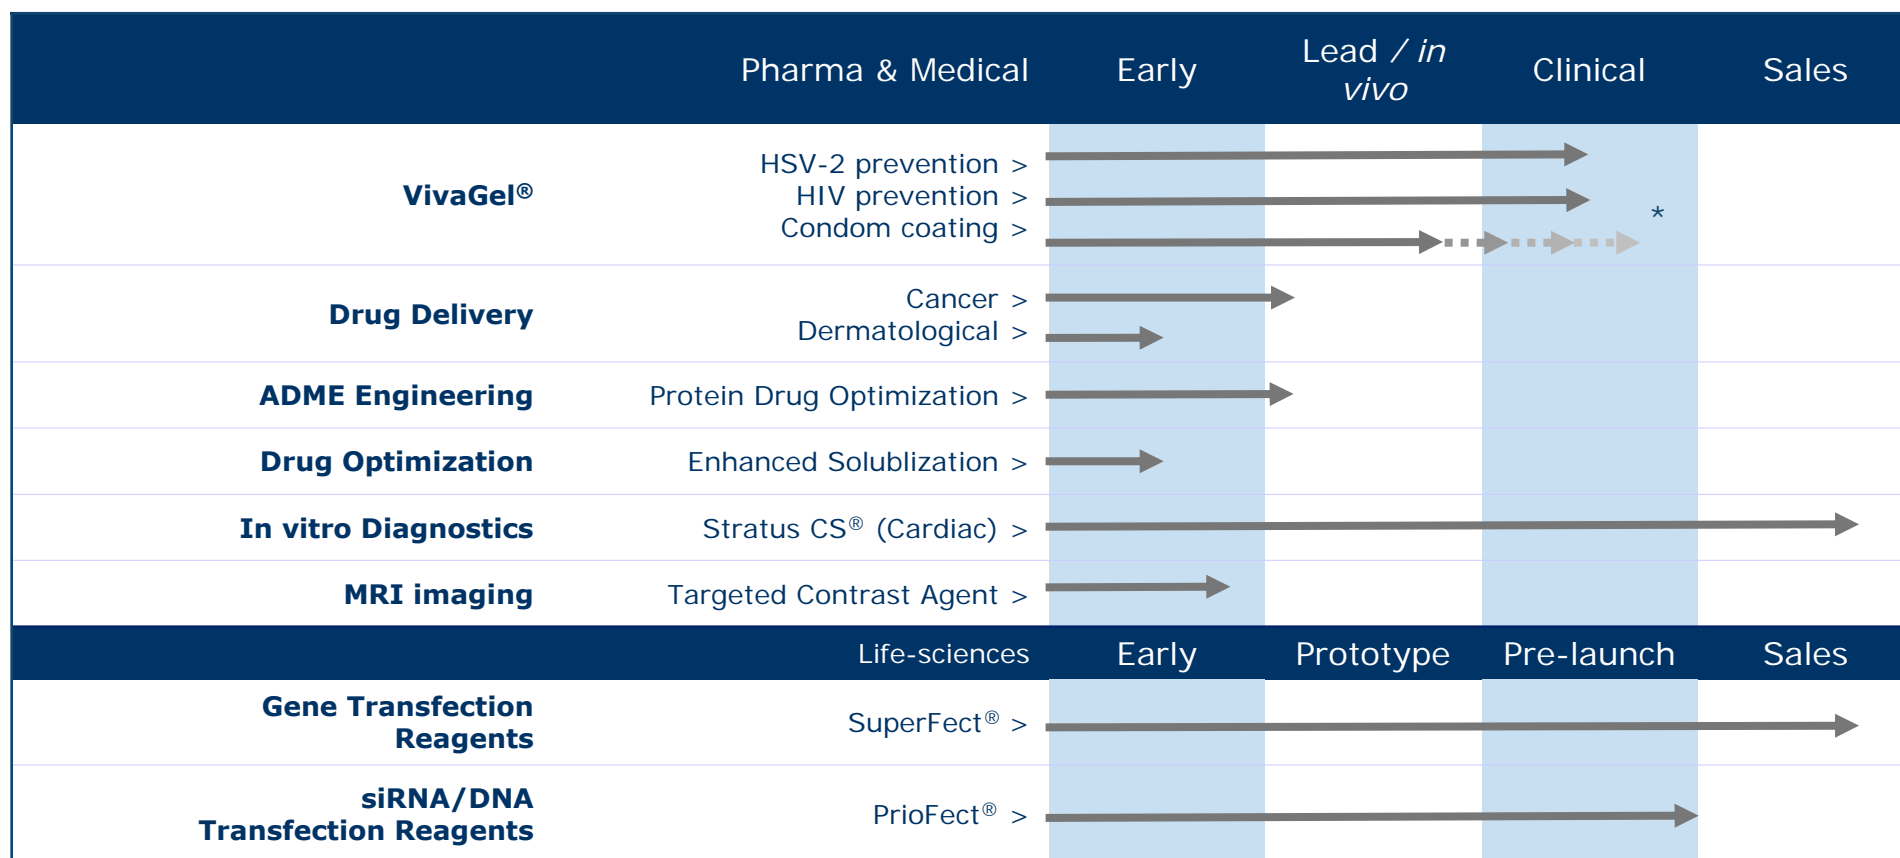 Pharma & Medical Early Lead / in Clinical Sales
vivo
VivaGel®
HSV-2 prevention >
HIV prevention >
Condom coating >
*
Drug Delivery
Cancer >
Dermatological >
ADME Engineering Protein Drug Optimization >
Drug Optimization Enhanced Solublization >
In vitro Diagnostics Stratus CS® (Cardiac) >
MRI imaging Targeted Contrast Agent >
Life-sciences Early Prototype Pre-launch Sales
Gene Transfection
Reagents
SuperFect® >
siRNA/DNA
Transfection Reagents
PrioFect® >